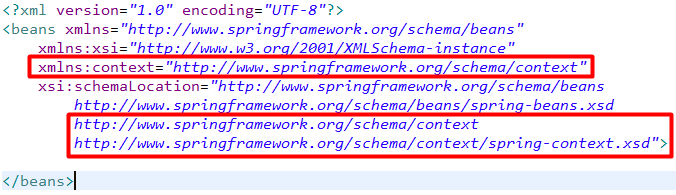 <?xml version="1.0" encoding="UTF-8"?>
<beans xmlns="http://www.springframework.org/schema/beans"
xmlns:xsi="http://www.w3.org/2001/XMLSchema-instance"
xmlns:context="http://www.springframework.org/schema/context"
xsi:schemaLocation="http://www.springframework.org/schema/beans
http://www.springframework.org/schema/beans/spring-beans.xsd
http://www.springframework.org/schema/context
http://www.springframework.org/schema/context/spring-context.xsd">
</beans>